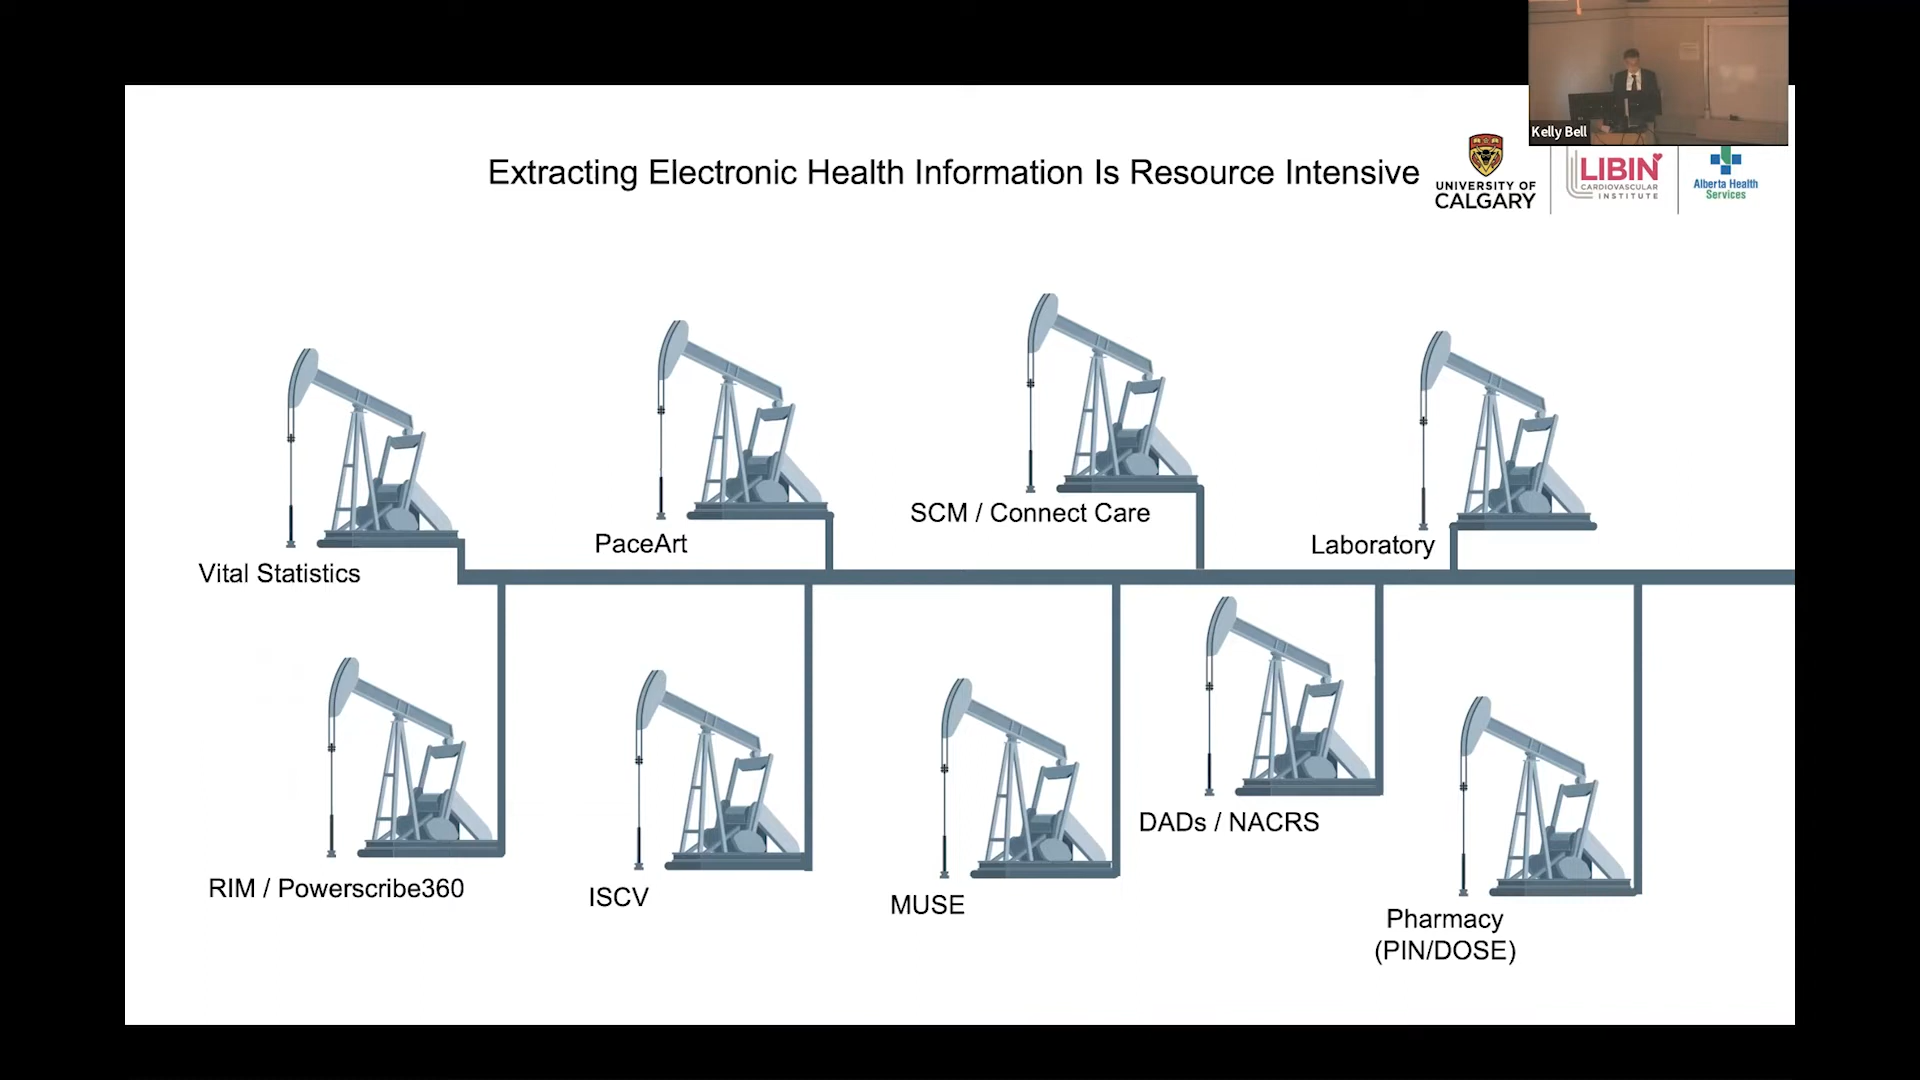 Kelly Bell
Extracting Electronic Health Information Is Resource Intensive
UNIVERSITY OF
CALGARY
LIBIN
CARDIOVASCULAR
INSTITUTE
Alberta Health
Services
Vital Statistics
PaceArt
SCM / Connect Care
Laboratory
RIM / Powerscribe360
ISCV
MUSE
DADs / NACRS
Pharmacy
(PIN/DOSE)